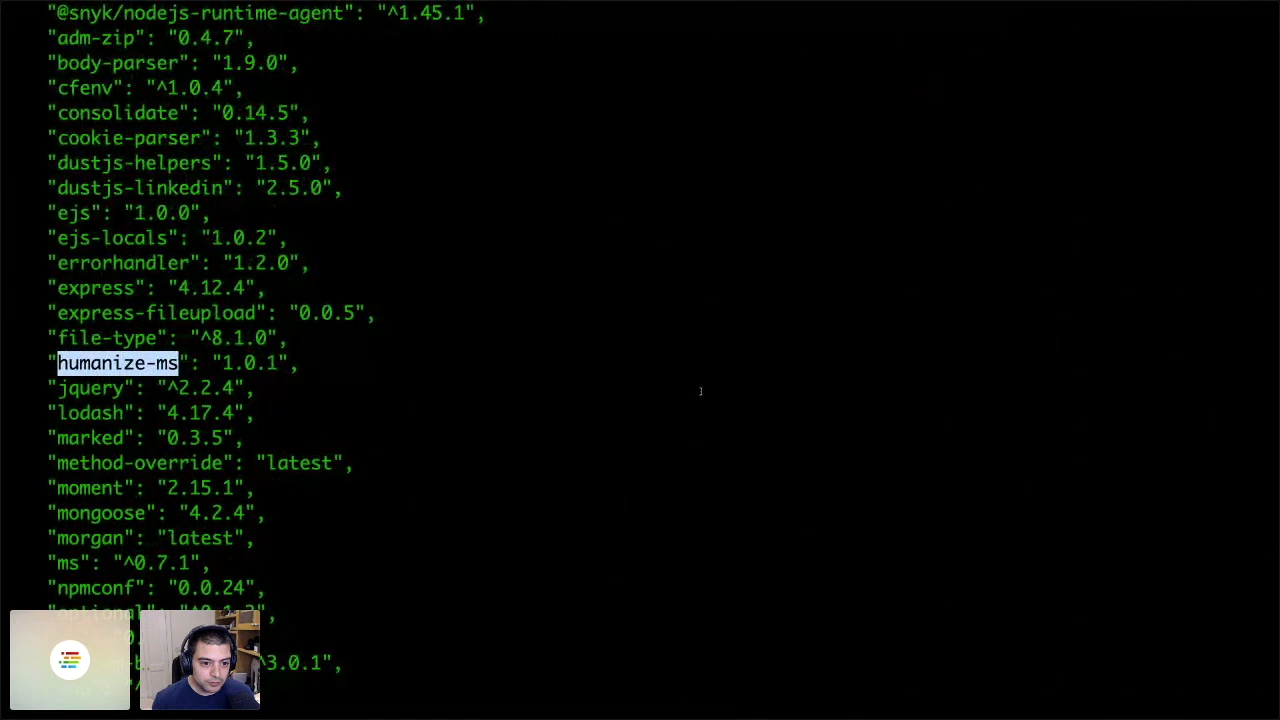 "@snyk/nodejs-runtime-agent": "^1.45.1",
"adm-zip": "0.4.7",
"body-parser": "1.9.0",
"cfenv": "^1.0.4",
"consolidate": "0.14.5",
"cookie-parser": "1.3.3",
"dustjs-helpers": "1.5.0",
"dustjs-linkedin": "2.5.0",
"ejs": "1.0.0",
"ejs-locals": "1.0.2",
"errorhandler": "1.2.0",
"express": "4.12.4",
"express-fileupload": "0.0.5",
"file-type": "^8.1.0",
"humanize-ms": "1.0.1",
"jquery": "^2.2.4",
"lodash": "4.17.4",
"marked": "0.3.5",
"method-override": "latest",
"moment": "2.15.1",
"mongoose": "4.2.4",
"morgan": "latest",
"ms": "^0.7.1",
"npmconf": "0.0.24",
"optional":
^3.0.1",